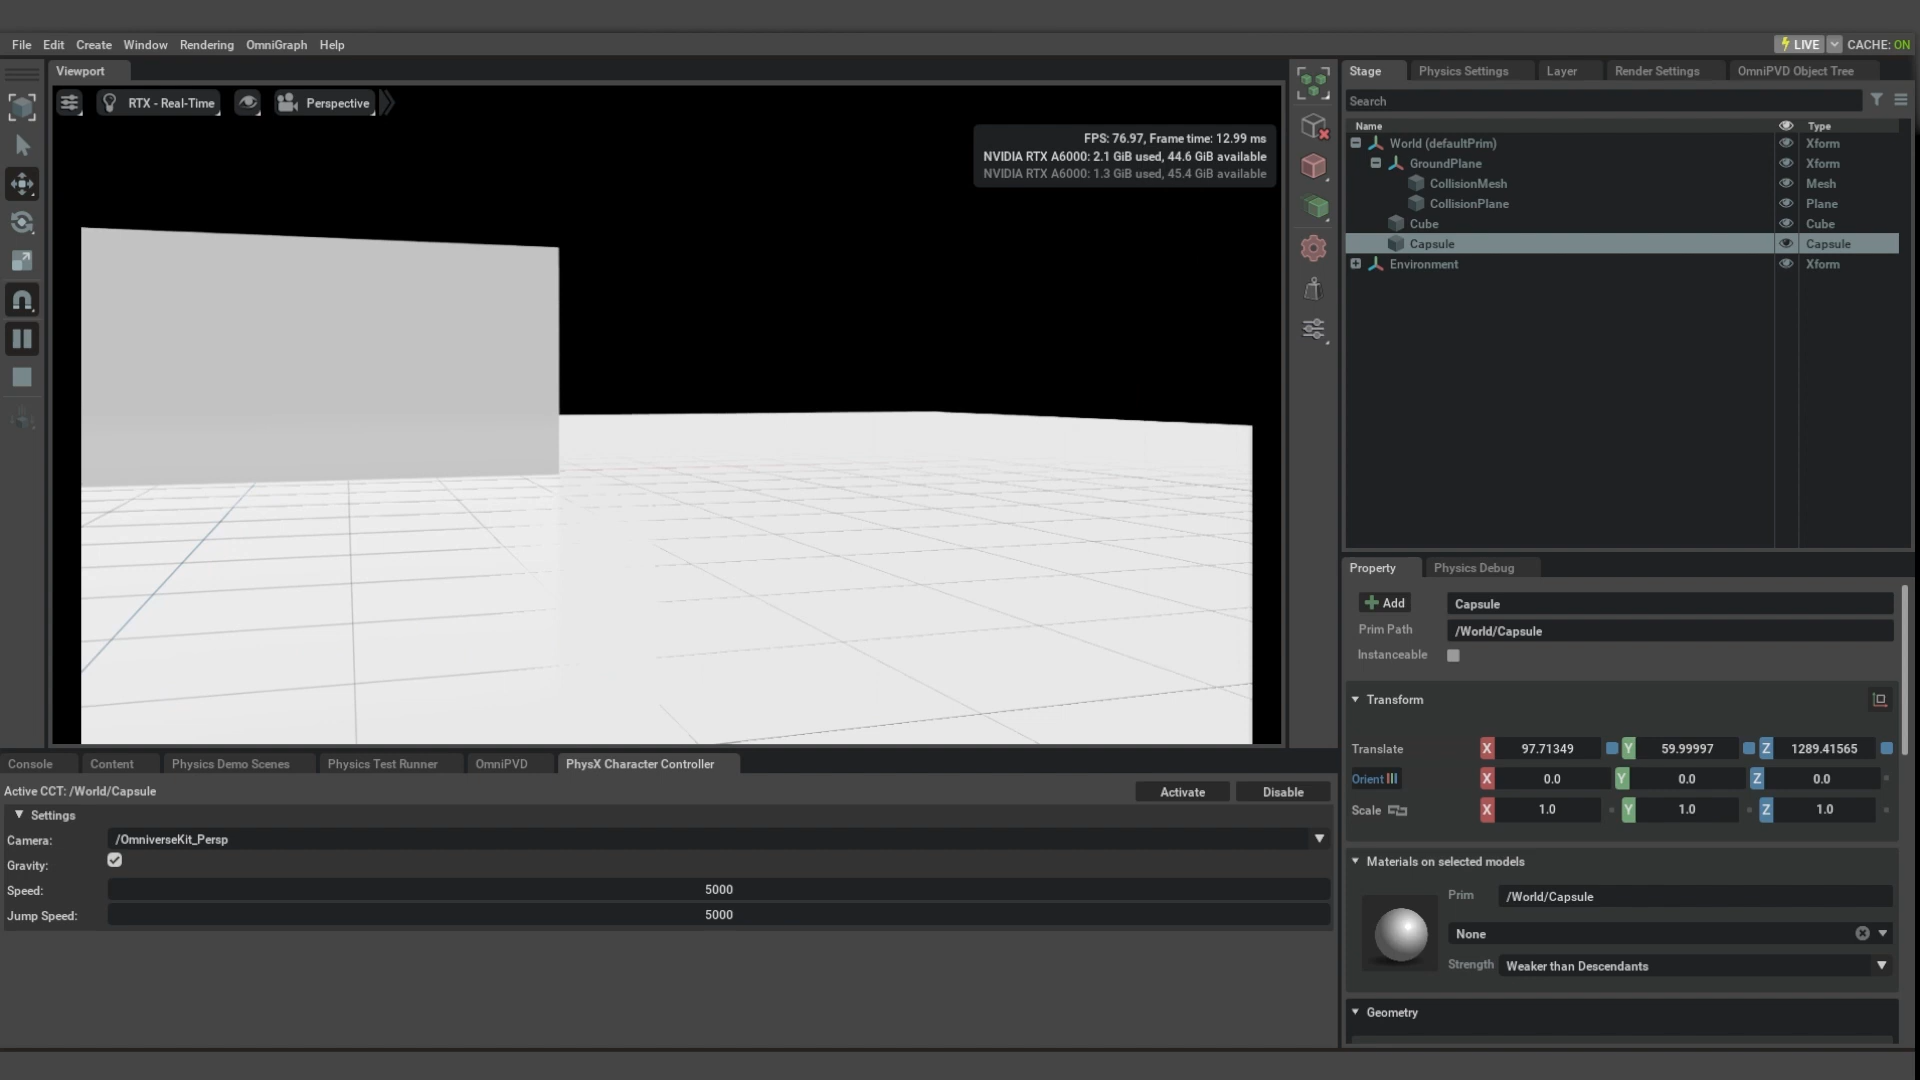 File Edit Create Window Rendering OmniGraph Help
LIVE CACHE: ON
Viewport
RTX - Real-Time Perspective
FPS: 76.97, Frame time: 12.99 ms
NVIDIA RTX A6000: 2.1 GiB used, 44.6 GiB available
NVIDIA RTX A6000: 1.3 GiB used, 45.4 GiB available
Stage Physics Settings Layer Render Settings OmniPVD Object Tree
Search
Name Type
World (defaultPrim) Xform
GroundPlane Xform
CollisionMesh Mesh
CollisionPlane Plane
Cube Cube
Capsule Capsule
Environment Xform
Property Physics Debug
Add Capsule
Prim Path /World/Capsule
Instanceable
Transform
Translate X 97.71349 Y 59.99997 Z 1289.41565
Orient X 0.0 Y 0.0 Z 0.0
Scale X 1.0 Y 1.0 Z 1.0
Materials on selected models
Prim /World/Capsule
None
Strength Weaker than Descendants
Geometry
Console Content Physics Demo Scenes Physics Test Runner OmniPVD PhysX Character Controller
Active CCT: /World/Capsule Activate Disable
Settings
Camera: /OmniverseKit_Persp
Gravity:
Speed: 5000
Jump Speed: 5000